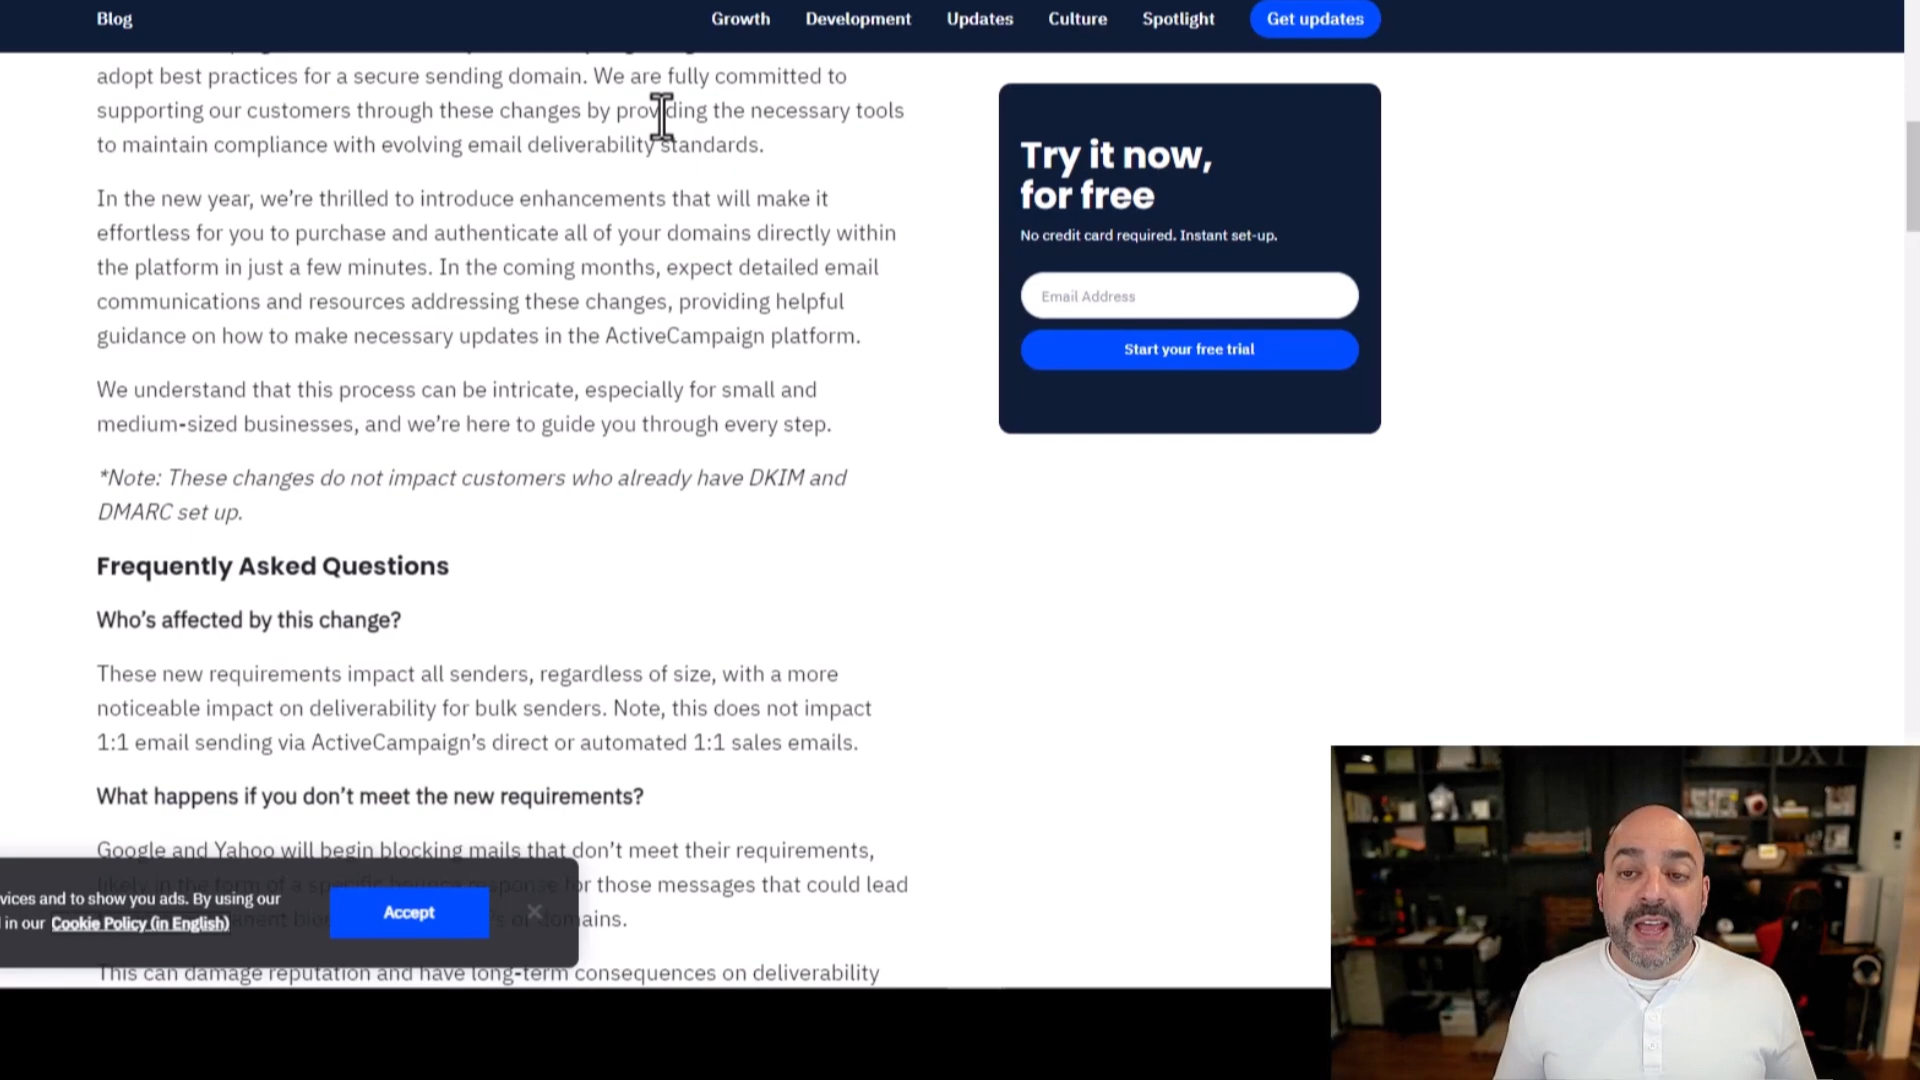 Blog
Growth
Development
Updates
Culture
Spotlight
Get updates
adopt best practices for a secure sending domain. We are fully committed to
supporting our customers through these changes by providing the necessary tools
to maintain compliance with evolving email deliverability standards.
In the new year, we’re thrilled to introduce enhancements that will make it
effortless for you to purchase and authenticate all of your domains directly within
the platform in just a few minutes. In the coming months, expect detailed email
communications and resources addressing these changes, providing helpful
guidance on how to make necessary updates in the ActiveCampaign platform.
We understand that this process can be intricate, especially for small and
medium-sized businesses, and we’re here to guide you through every step.
*Note: These changes do not impact customers who already have DKIM and
DMARC set up.
Frequently Asked Questions
Who’s affected by this change?
These new requirements impact all senders, regardless of size, with a more
noticeable impact on deliverability for bulk senders. Note, this does not impact
1:1 email sending via ActiveCampaign’s direct or automated 1:1 sales emails.
What happens if you don’t meet the new requirements?
Google and Yahoo will begin blocking mails that don’t meet their requirements,
likely in the form of a specific bounce response for those messages that could lead
This can damage reputation and have long-term consequences on deliverability
vices and to show you ads. By using our
in our Cookie Policy (in English)
Accept
Try it now,
for free
No credit card required. Instant set-up.
Email Address
Start your free trial